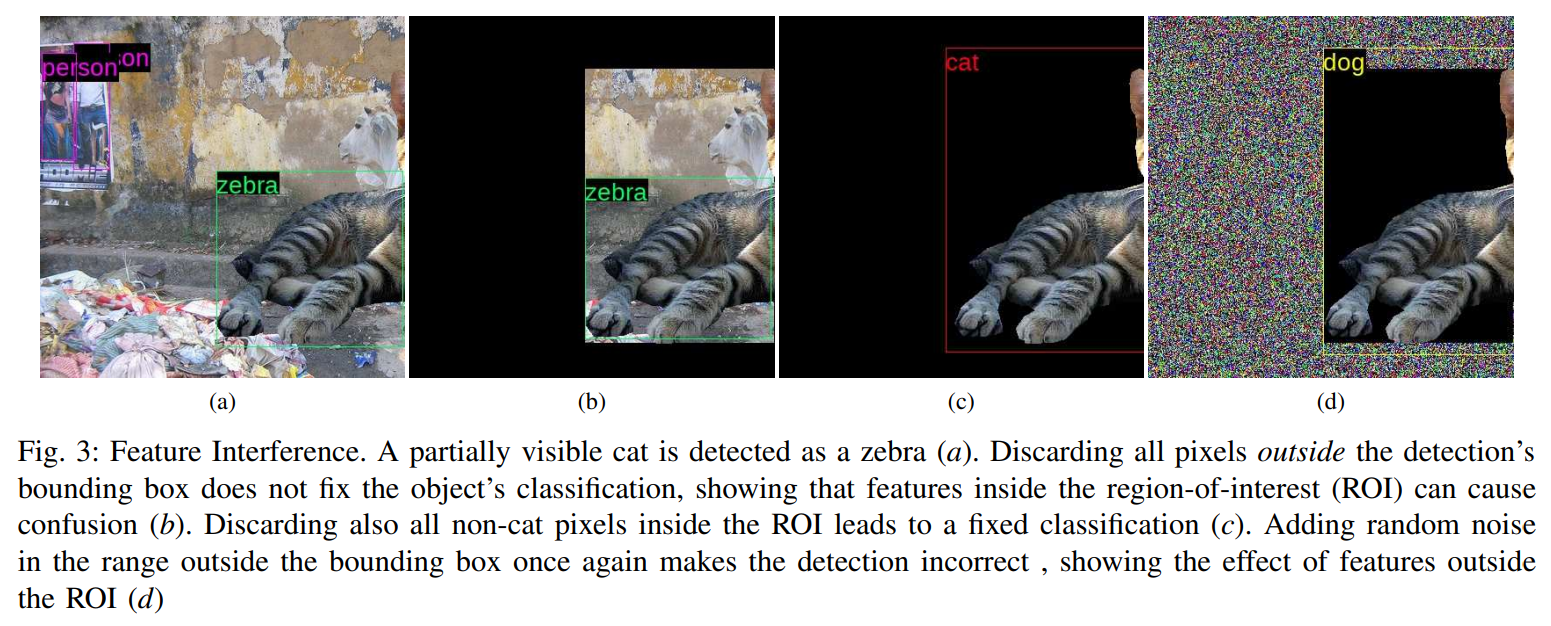 person
son
zebra
zebra
cat
dog
(a)
(b)
(c)
(d)
Fig. 3: Feature Interference. A partially visible cat is detected as a zebra (a). Discarding all pixels outside the detection’s
bounding box does not fix the object’s classification, showing that features inside the region-of-interest (ROI) can cause
confusion (b). Discarding also all non-cat pixels inside the ROI leads to a fixed classification (c). Adding random noise
in the range outside the bounding box once again makes the detection incorrect , showing the effect of features outside
the ROI (d)